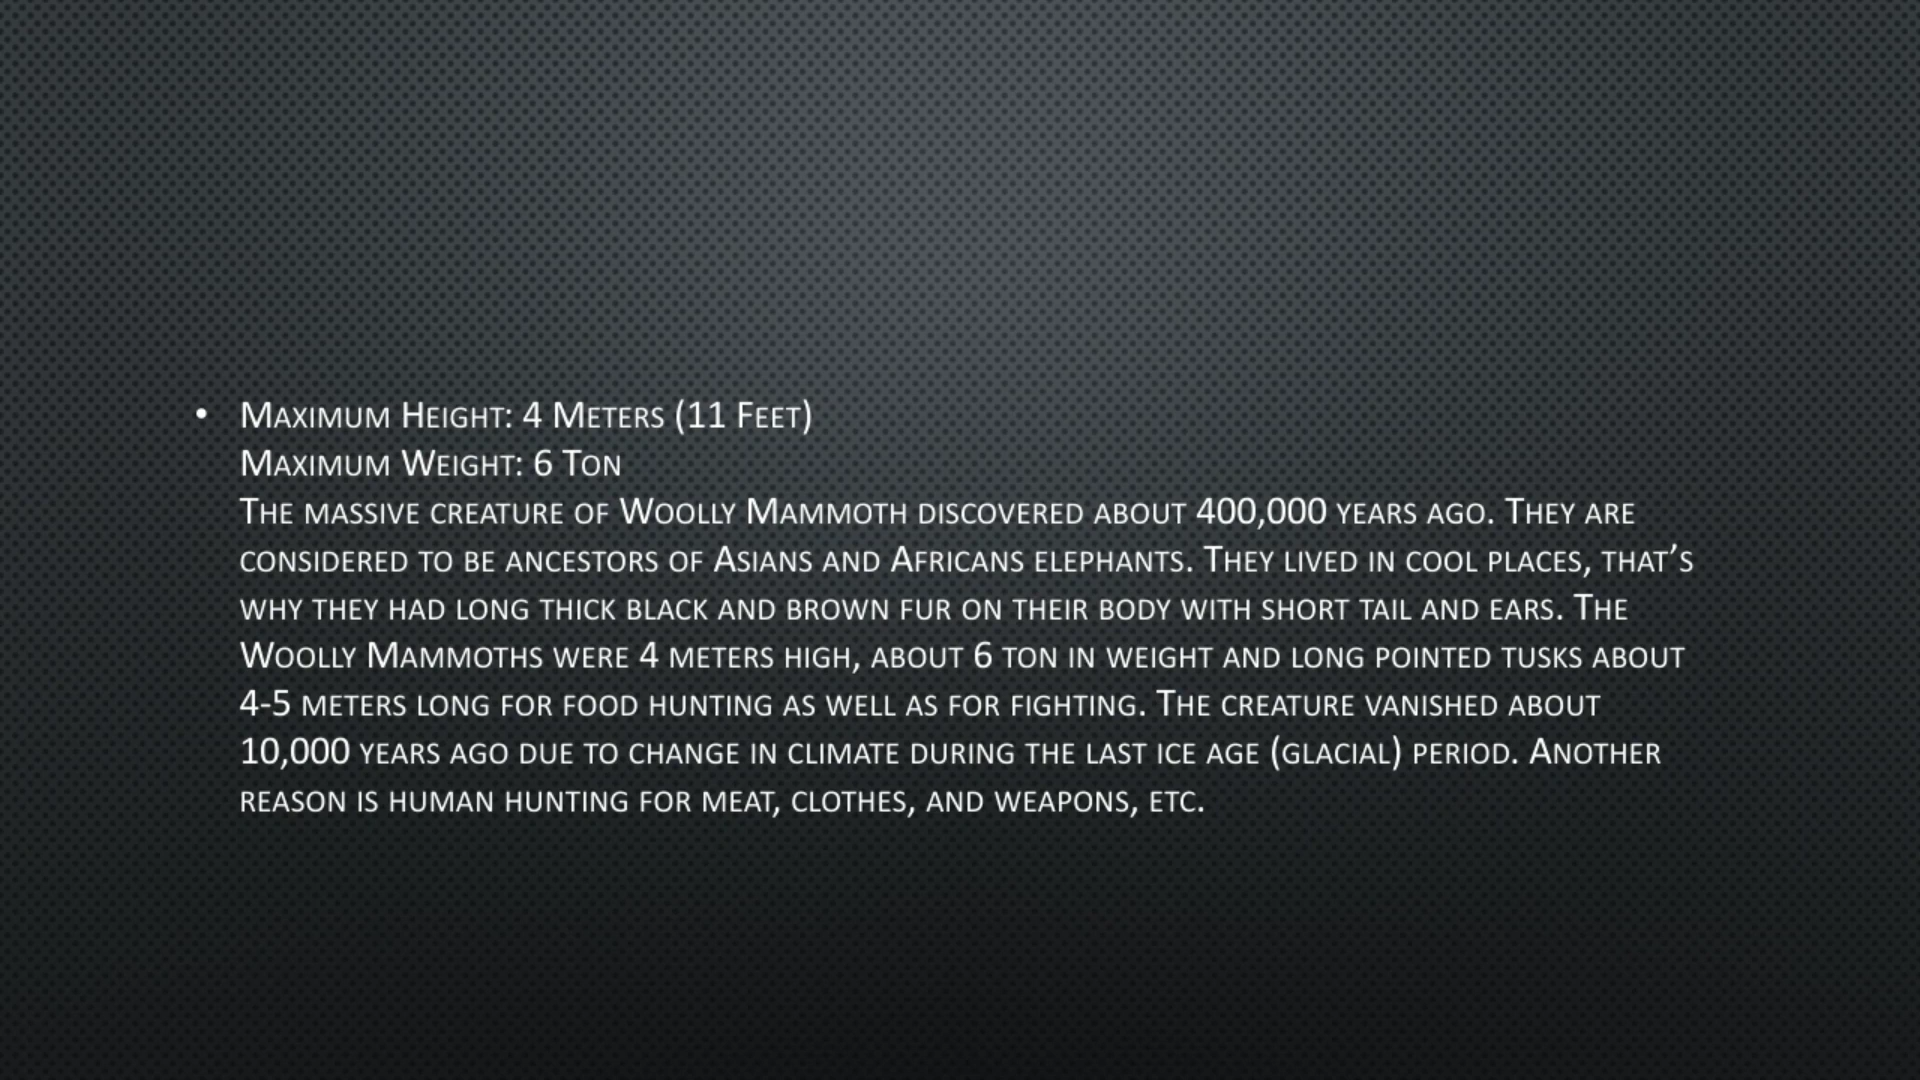 • Maximum Height: 4 Meters (11 Feet)
Maximum Weight: 6 Ton
The massive creature of Woolly Mammoth discovered about 400,000 years ago. They are
considered to be ancestors of Asians and Africans elephants. They lived in cool places, that’s
why they had long thick black and brown fur on their body with short tail and ears. The
Woolly Mammoths were 4 meters high, about 6 ton in weight and long pointed tusks about
4-5 meters long for food hunting as well as for fighting. The creature vanished about
10,000 years ago due to change in climate during the last ice age (glacial) period. Another
reason is human hunting for meat, clothes, and weapons, etc.